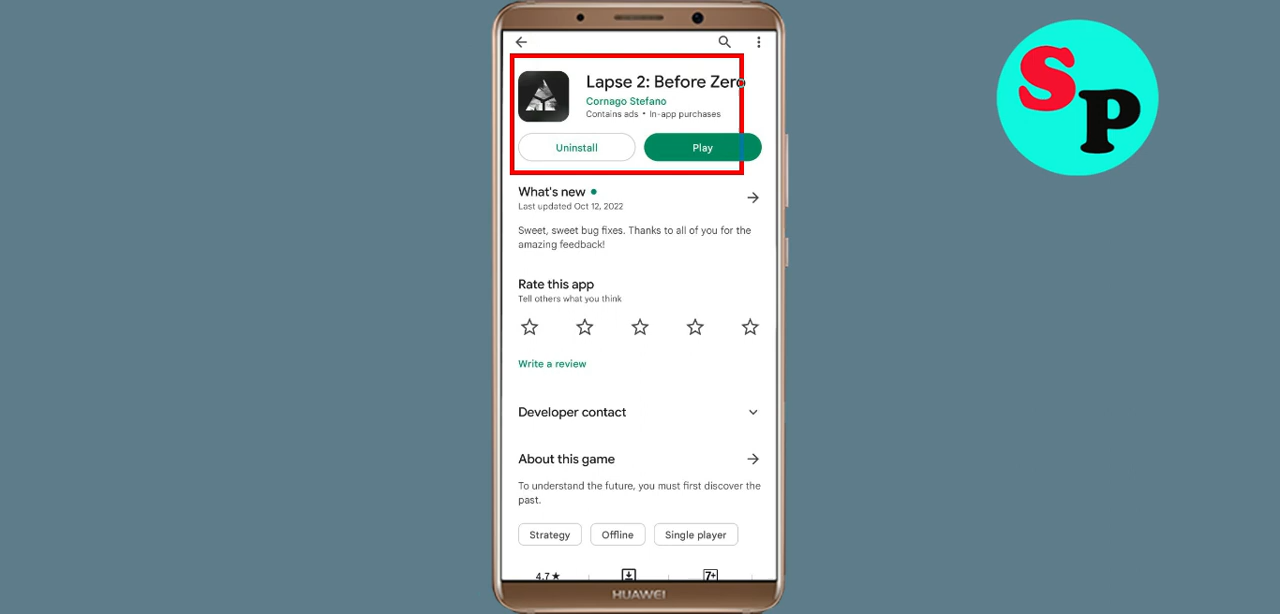 Lapse 2: Before Zero
Cornago Stefano
Contains ads • In-app purchases
Uninstall
Play
What's new
Last updated Oct 12, 2022
Sweet, sweet bug fixes. Thanks to all of you for the
amazing feedback!
Rate this app
Tell others what you think
Write a review
Developer contact
About this game
To understand the future, you must first discover the
past.
Strategy
Offline
Single player
4.7★
7+
HUAWEI
SP